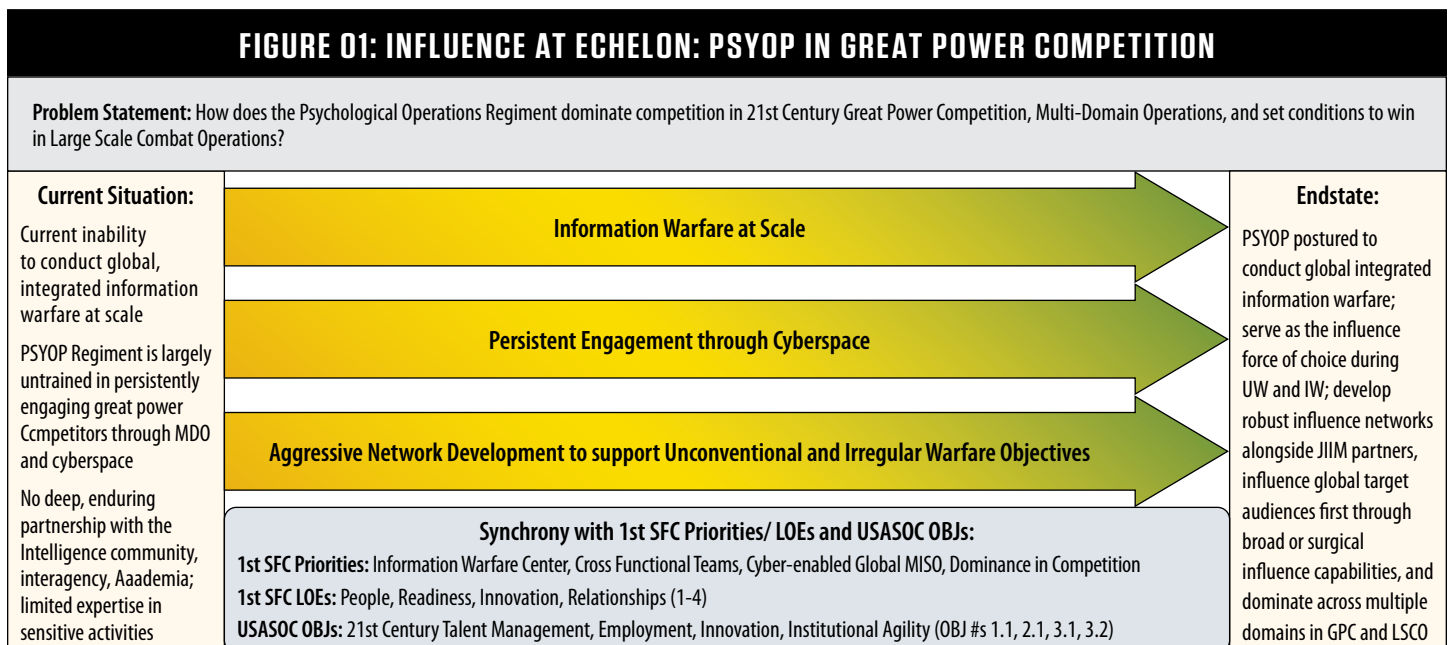 FIGURE 01: INFLUENCE AT ECHELON: PSYOP IN GREAT POWER COMPETITION
Problem Statement: How does the Psychological Operations Regiment dominate competition in 21st Century Great Power Competition, Multi-Domain Operations, and set conditions to win
in Large Scale Combat Operations?
Current Situation:
Current inability
to conduct global,
integrated information
warfare at scale
PSYOP Regiment is largely
untrained in persistently
engaging great power
Ccmpetitors through MDO
and cyberspace
No deep, enduring
partnership with the
Intelligence community,
interagency, Aaademia;
limited expertise in
sensitive activities
Information Warfare at Scale
Persistent Engagement through Cyberspace
Aggressive Network Development to support Unconventional and Irregular Warfare Objectives
Synchrony with 1st SFC Priorities/ LOEs and USASOC OBJs:
1st SFC Priorities: Information Warfare Center, Cross Functional Teams, Cyber-enabled Global MISO, Dominance in Competition
1st SFC LOEs: People, Readiness, Innovation, Relationships (1-4)
USASOC OBJs: 21st Century Talent Management, Employment, Innovation, Institutional Agility (OBJ #s 1.1, 2.1, 3.1, 3.2)
Endstate:
PSYOP postured to
conduct global integrated
information warfare;
serve as the influence
force of choice during
UW and IW; develop
robust influence networks
alongside JIIM partners,
influence global target
audiences first through
broad or surgical
influence capabilities, and
dominate across multiple
domains in GPC and LSCO